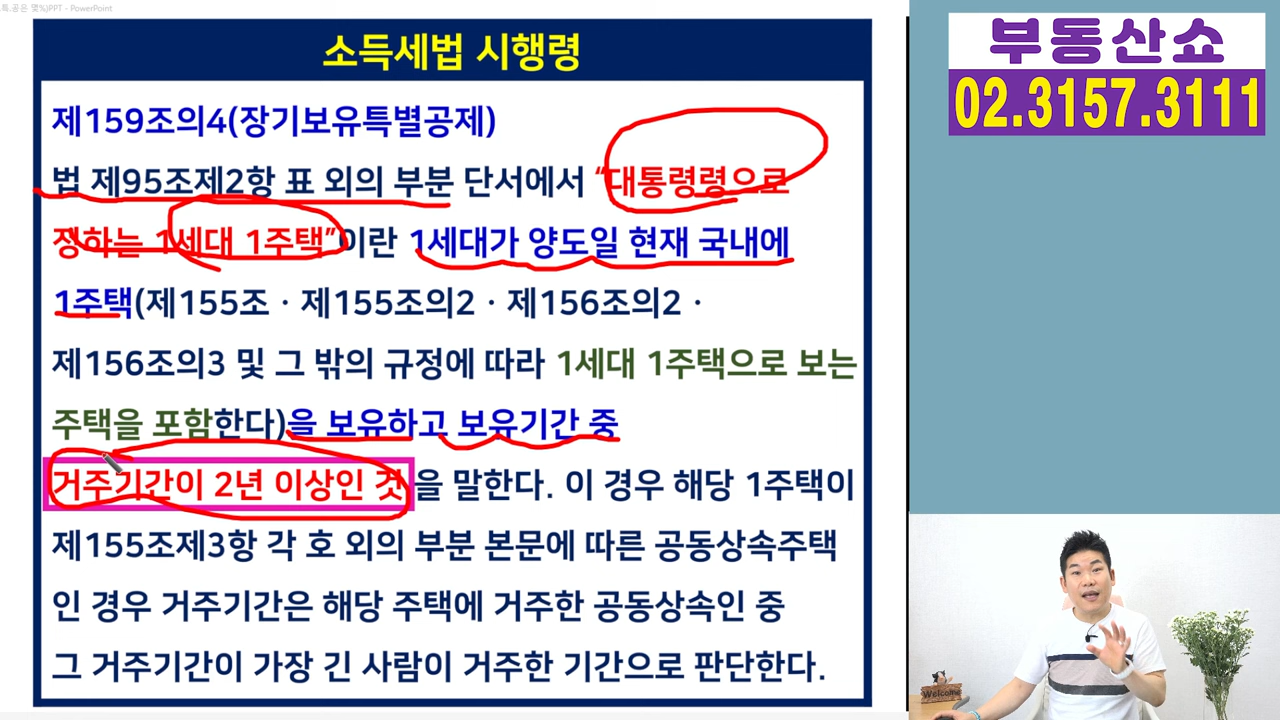 특.공은 몇%)PPT - PowerPoint
소득세법 시행령
제159조의4(장기보유특별공제)
법 제95조제2항 표 외의 부분 단서에서 “대통령령으로
정하는 1세대 1주택”이란 1세대가 양도일 현재 국내에
1주택(제155조ㆍ제155조의2ㆍ제156조의2ㆍ
제156조의3 및 그 밖의 규정에 따라 1세대 1주택으로 보는
주택을 포함한다)을 보유하고 보유기간 중
거주기간이 2년 이상인 것을 말한다. 이 경우 해당 1주택이
제155조제3항 각 호 외의 부분 본문에 따른 공동상속주택
인 경우 거주기간은 해당 주택에 거주한 공동상속인 중
그 거주기간이 가장 긴 사람이 거주한 기간으로 판단한다.
부동산쇼
02.3157.3111
Welcome